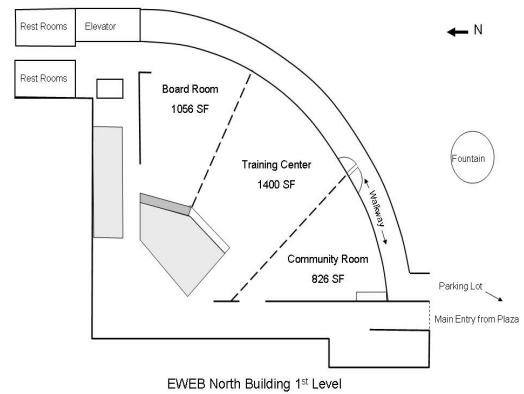 Rest Rooms
Elevator
N
Rest Rooms
Board Room
1056 SF
Fountain
Training Center
1400 SF
Walkway
Community Room
826 SF
Parking Lot
Main Entry from Plaza
EWEB North Building 1st Level